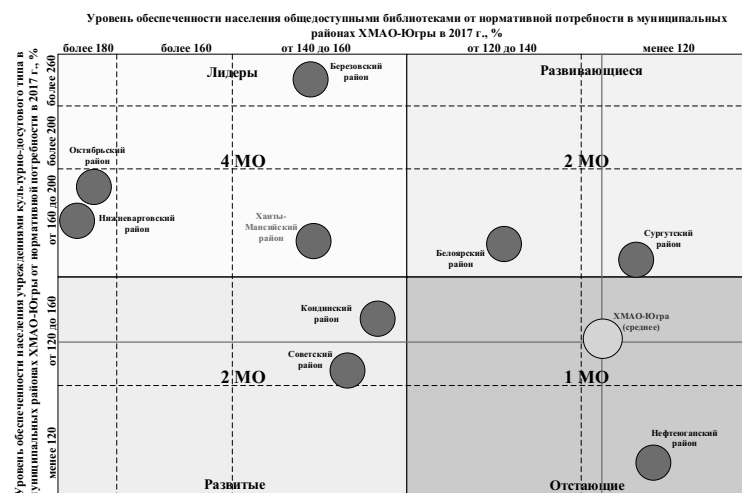 Уровень обеспеченности населения общедоступными библиотеками от нормативной потребности в муниципальных
районах ХМАО-Югры в 2017 г., %
более 180
более 160
от 140 до 160
от 120 до 140
менее 120
Уровень обеспеченности населения учреждениями культурно-досугового типа в
муниципальных районах ХМАО-Югры от нормативной потребности в 2017 г., %
более 260
более 200
от 160 до 200
от 120 до 160
менее 120
Лидеры
Развивающиеся
Березовский
район
Октябрьский
район
4 МО
2 МО
Нижневартовский
район
Ханты-
Мансийский
район
Белоярский
район
Сургутский
район
Кондинский
район
ХМАО-Югра
(среднее)
Советский
район
2 МО
1 МО
Нефтеюганский
район
Развитые
Отстающие